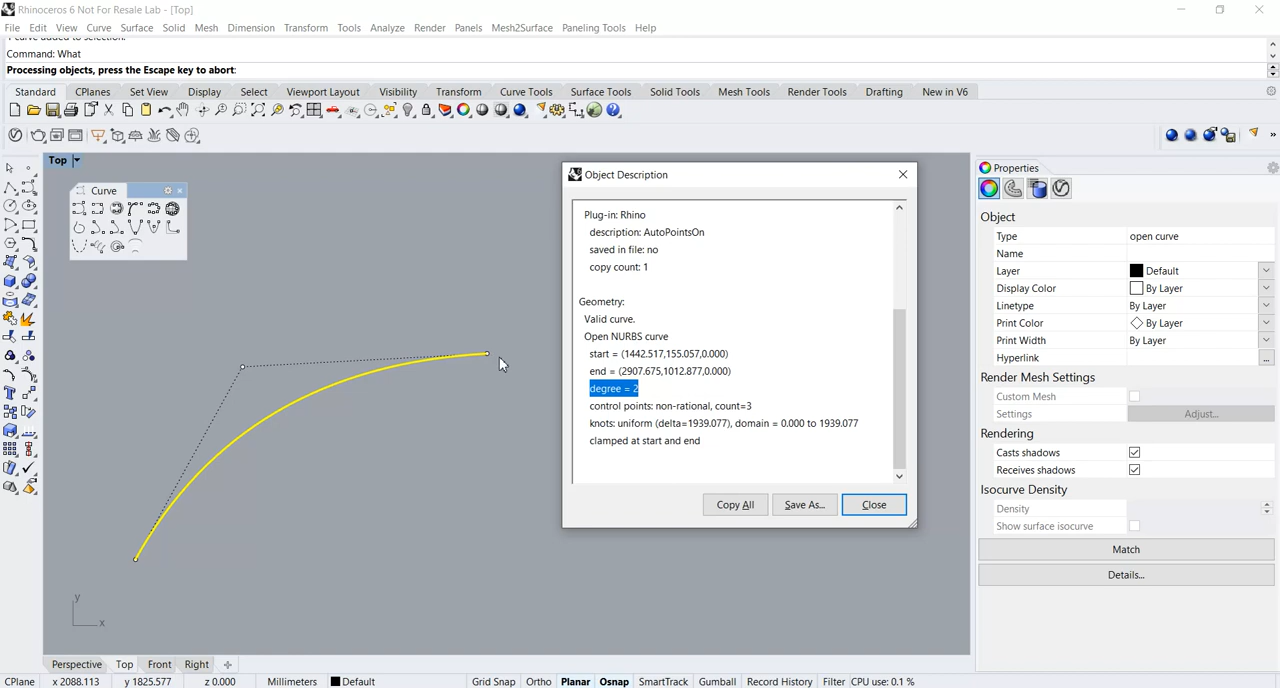 Rhinoceros 6 Not For Resale Lab - [Top]
File Edit View Curve Surface Solid Mesh Dimension Transform Tools Analyze Render Panels Mesh2Surface Paneling Tools Help
1 curve added to selection.
Command: What
Processing objects, press the Escape key to abort:
Standard CPlanes Set View Display Select Viewport Layout Visibility Transform Curve Tools Surface Tools Solid Tools Mesh Tools Render Tools Drafting New in V6
Top
Curve
Object Description
Plug-in: Rhino
description: AutoPointsOn
saved in file: no
copy count: 1
Geometry:
Valid curve.
Open NURBS curve
start = (1442.517,155.057,0.000)
end = (2907.675,1012.877,0.000)
degree = 2
control points: non-rational, count=3
knots: uniform (delta=1939.077), domain = 0.000 to 1939.077
clamped at start and end
Copy All Save As... Close
Properties
Object
Type open curve
Name
Layer Default
Display Color By Layer
Linetype By Layer
Print Color By Layer
Print Width By Layer
Hyperlink ...
Render Mesh Settings
Custom Mesh
Settings Adjust...
Rendering
Casts shadows
Receives shadows
Isocurve Density
Density
Show surface isocurve
Match
Details...
y
x
Perspective Top Front Right
CPlane x 2088.113 y 1825.577 z 0.000 Millimeters Default Grid Snap Ortho Planar Osnap SmartTrack Gumball Record History Filter CPU use: 0.1 %